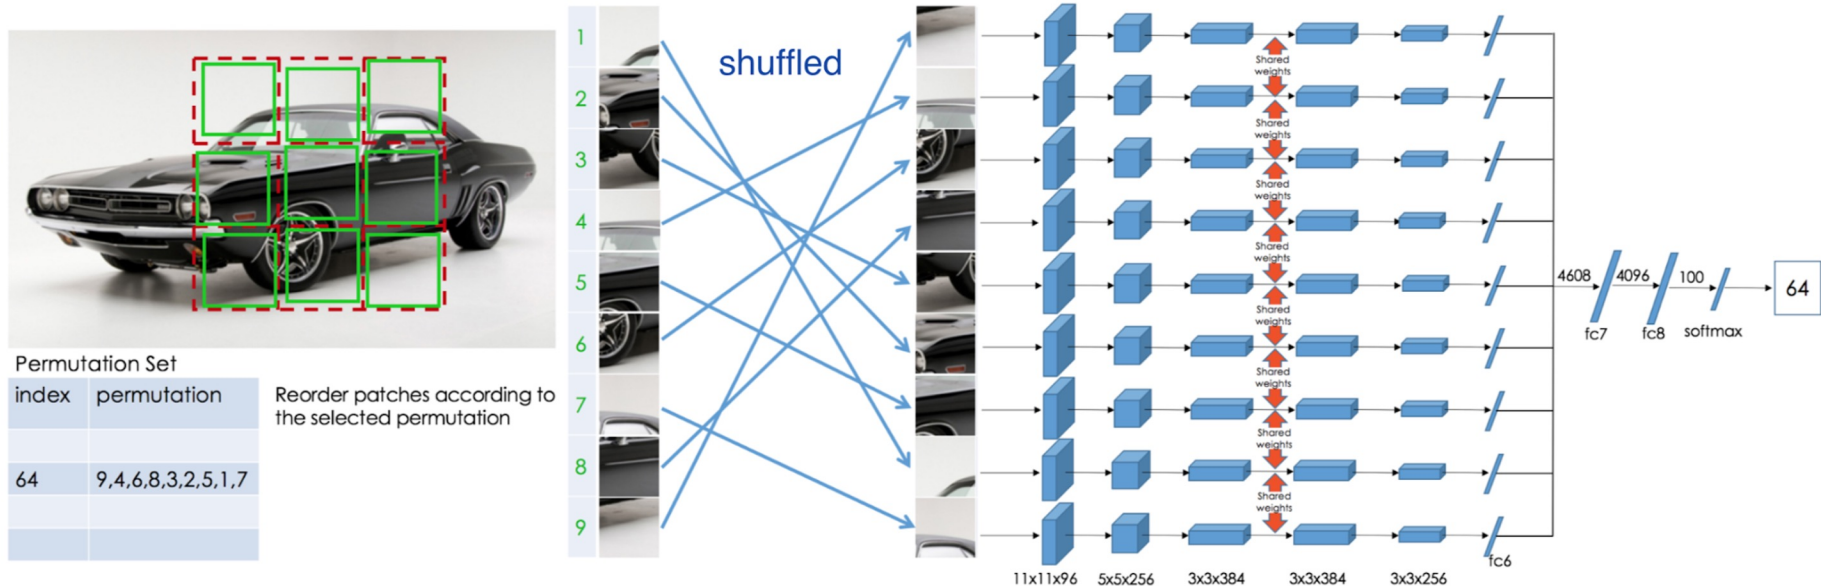 shuffled
1
2
3
4
5
6
7
8
9
Permutation Set
index permutation
64 9,4,6,8,3,2,5,1,7
Reorder patches according to
the selected permutation
Shared
weights
Shared
weights
Shared
weights
Shared
weights
Shared
weights
Shared
weights
Shared
weights
Shared
weights
11x11x96 5x5x256 3x3x384 3x3x384 3x3x256
fc6
4608 4096 100
fc7 fc8 softmax
64